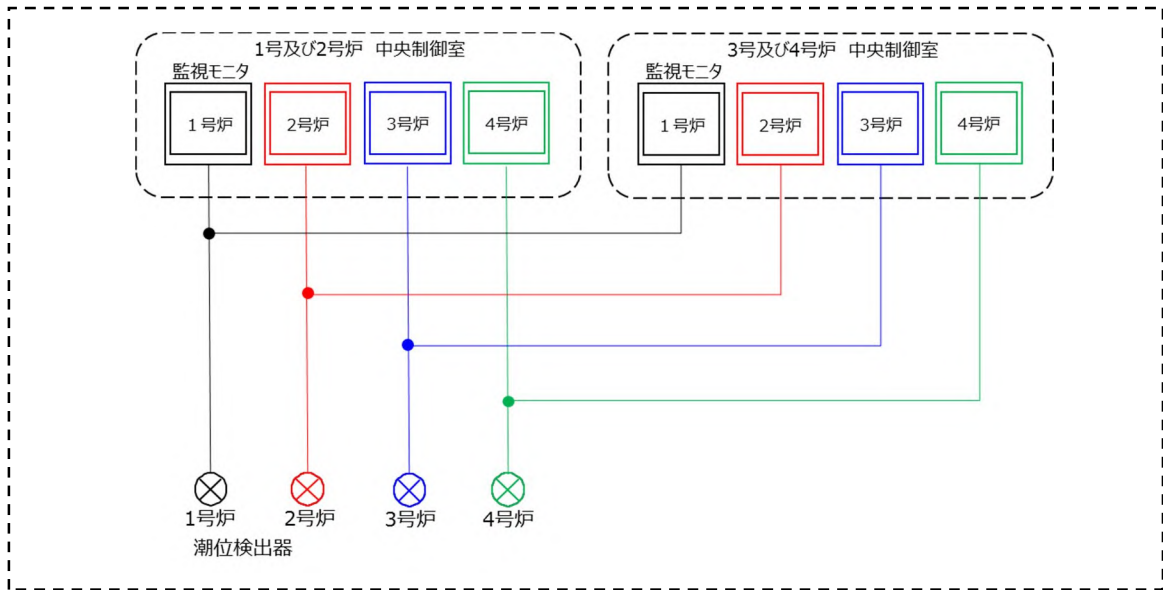 1号及び2号炉 中央制御室
監視モニタ
1号炉
2号炉
3号炉
4号炉
3号及び4号炉 中央制御室
監視モニタ
1号炉
2号炉
3号炉
4号炉
1号炉
2号炉
3号炉
4号炉
潮位検出器